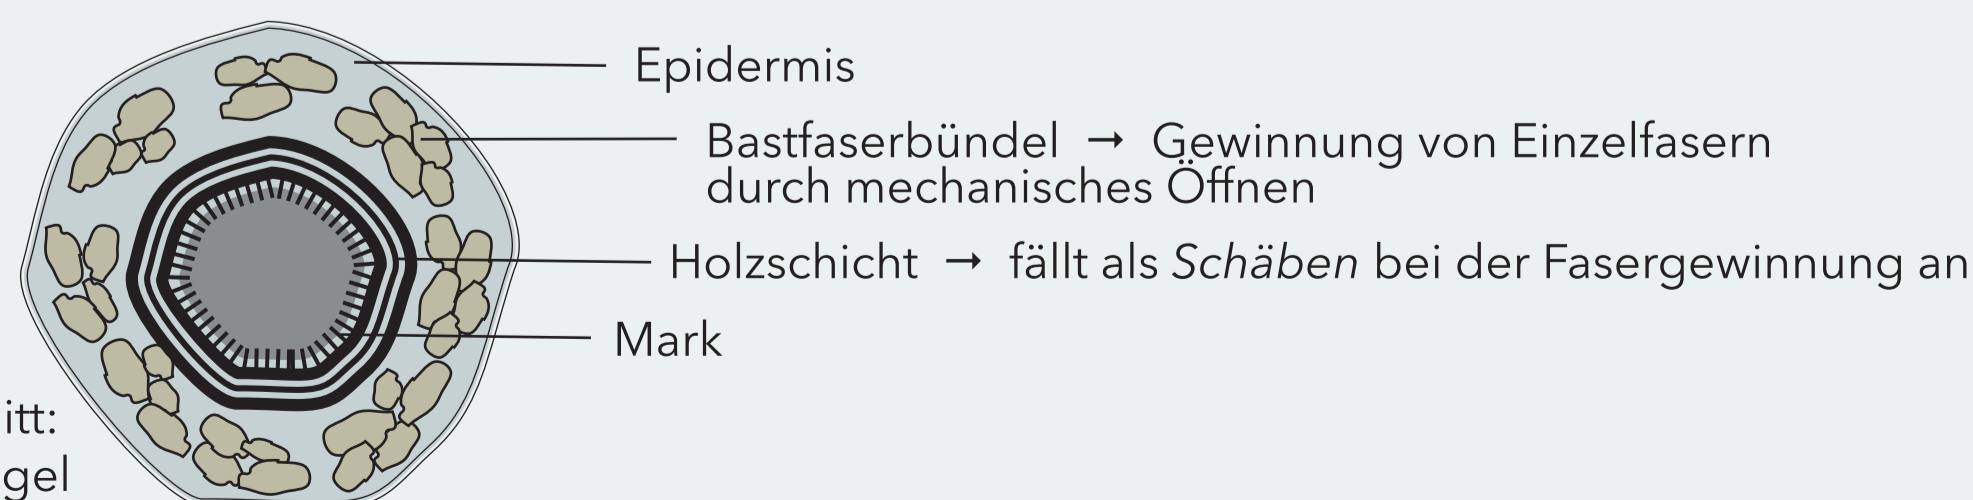 Epidermis
Bastfaserbündel → Gewinnung von Einzelfasern
durch mechanisches Öffnen
Holzschicht → fällt als Schäben bei der Fasergewinnung an
Mark
itt:
gel